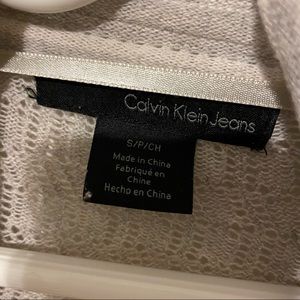 Calvin Klein Jeans
S/P/CH
Made in China
Fabriqué en
Chine
Hecho en China